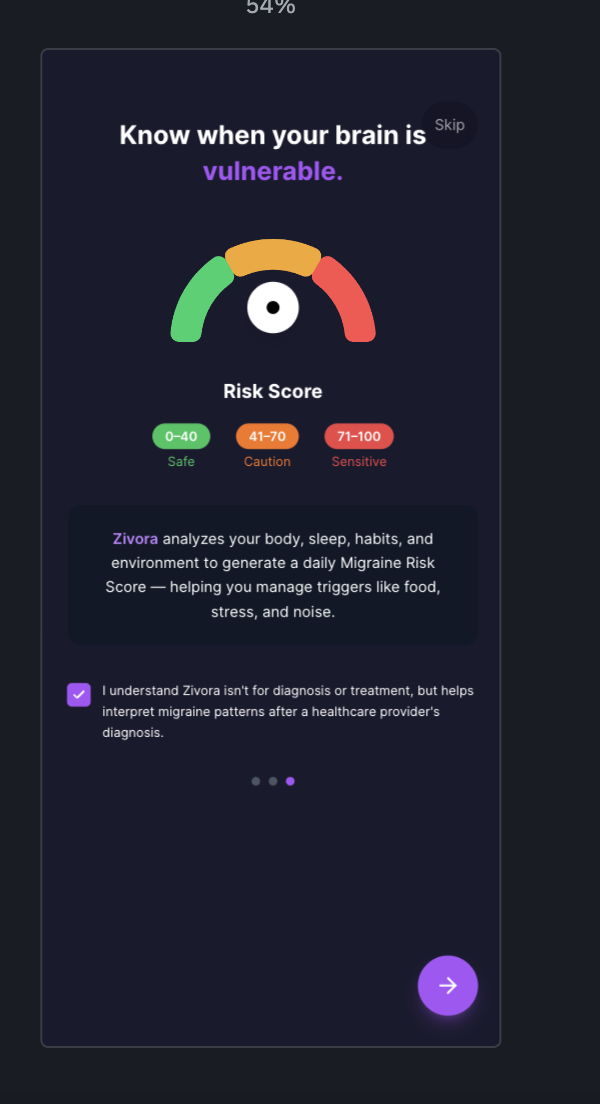 54%
Skip
Know when your brain is
vulnerable.
Risk Score
0–40 41–70 71–100
Safe Caution Sensitive
Zivora analyzes your body, sleep, habits, and
environment to generate a daily Migraine Risk
Score — helping you manage triggers like food,
stress, and noise.
I understand Zivora isn't for diagnosis or treatment, but helps
interpret migraine patterns after a healthcare provider's
diagnosis.